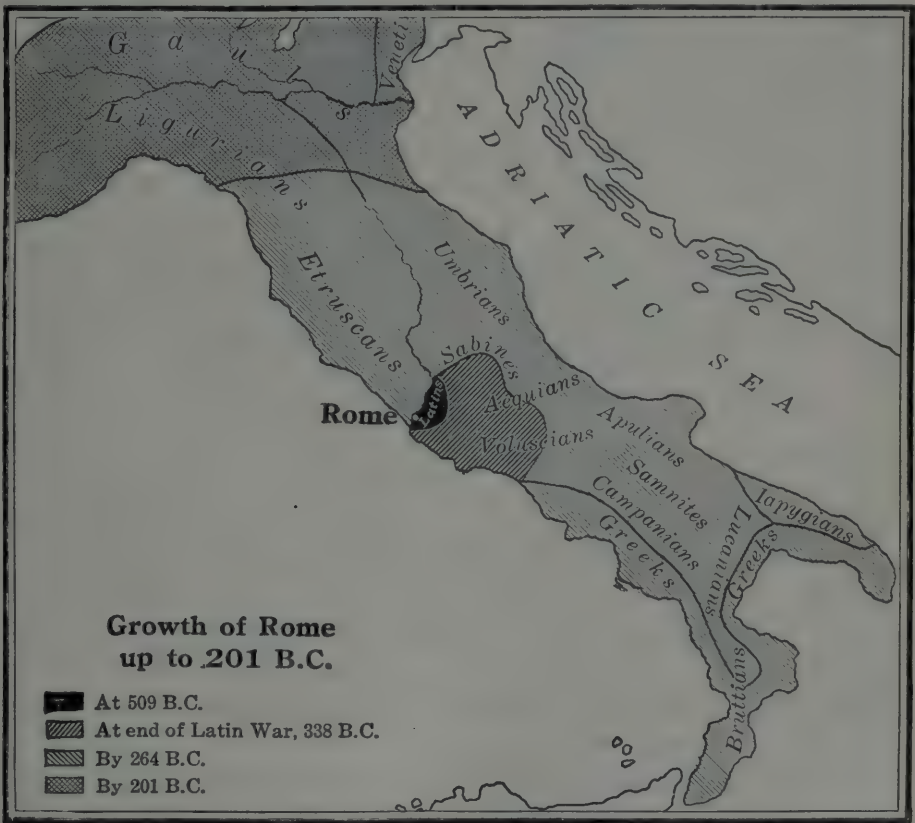 Gauls
Veneti
Ligurians
ADRIATIC SEA
Etruscans
Umbrians
Sabines
Rome
Latins
Aequians
Voluscians
Apulians
Samnites
Campanians
Greeks
Lucanians
Iapygians
Greeks
Bruttians
Growth of Rome
up to 201 B.C.
At 509 B.C.
At end of Latin War, 338 B.C.
By 264 B.C.
By 201 B.C.